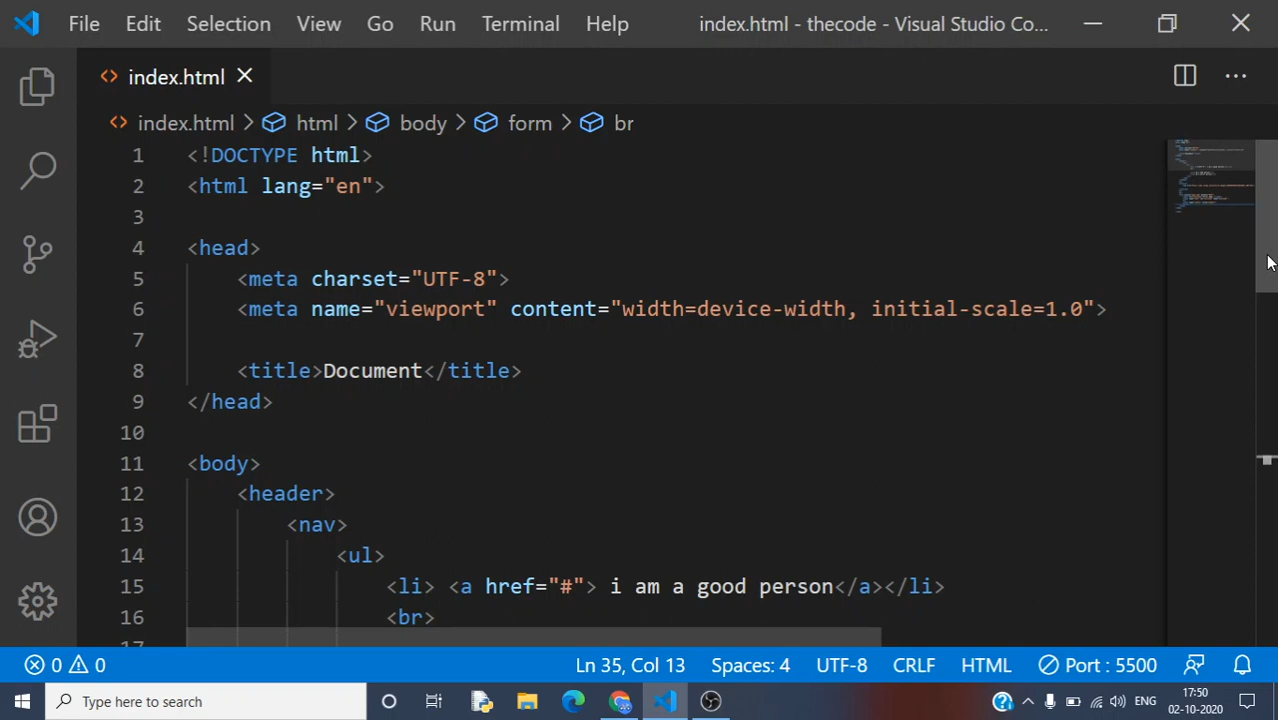 File Edit Selection View Go Run Terminal Help index.html - thecode - Visual Studio Co...
index.html
index.html > html > body > form > br
1 <!DOCTYPE html>
2 <html lang="en">
3
4 <head>
5 <meta charset="UTF-8">
6 <meta name="viewport" content="width=device-width, initial-scale=1.0">
7
8 <title>Document</title>
9 </head>
10
11 <body>
12 <header>
13 <nav>
14 <ul>
15 <li> <a href="#"> i am a good person</a></li>
16 <br>
17
0 0 Ln 35, Col 13 Spaces: 4 UTF-8 CRLF HTML Port : 5500
Type here to search ENG 17:50
02-10-2020